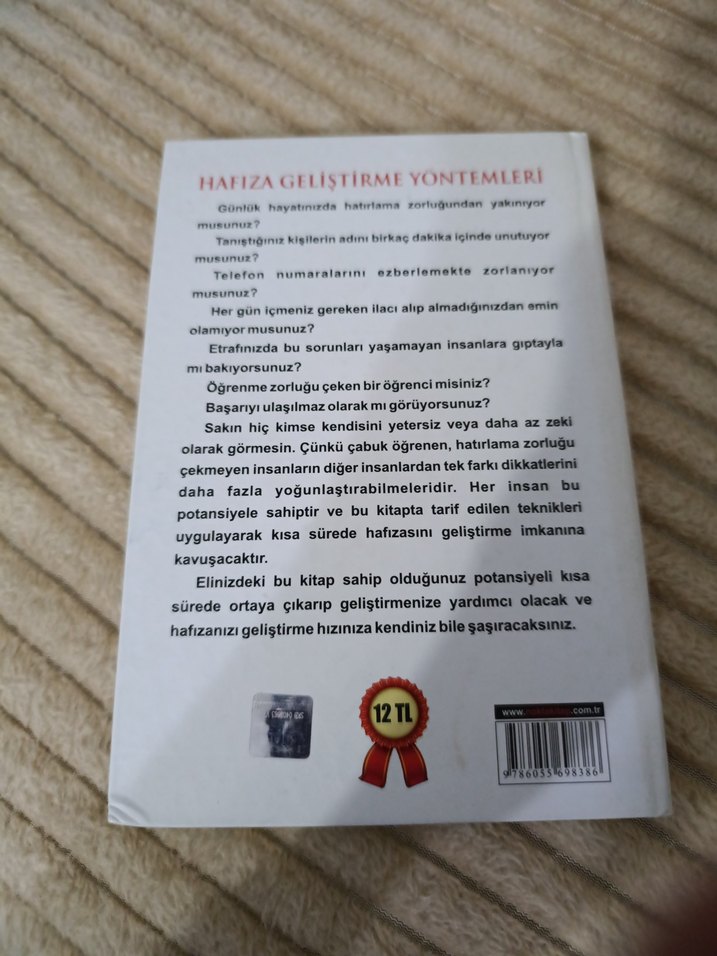 HAFIZA GELİŞTİRME YÖNTEMLERİ
Günlük hayatınızda hatırlama zorluğundan yakınıyor
musunuz?
Tanıştığınız kişilerin adını birkaç dakika içinde unutuyor
musunuz?
Telefon numaralarını ezberlemekte zorlanıyor
musunuz?
Her gün içmeniz gereken ilacı alıp almadığınızdan emin
olamıyor musunuz?
Etrafınızda bu sorunları yaşamayan insanlara gıptayla
mı bakıyorsunuz?
Öğrenme zorluğu çeken bir öğrenci misiniz?
Başarıyı ulaşılmaz olarak mı görüyorsunuz?
Sakın hiç kimse kendisini yetersiz veya daha az zeki
olarak görmesin. Çünkü çabuk öğrenen, hatırlama zorluğu
çekmeyen insanların diğer insanlardan tek farkı dikkatlerini
daha fazla yoğunlaştırabilmeleridir. Her insan bu
potansiyele sahiptir ve bu kitapta tarif edilen teknikleri
uygulayarak kısa sürede hafızasını geliştirme imkanına
kavuşacaktır.
Elinizdeki bu kitap sahip olduğunuz potansiyeli kısa
sürede ortaya çıkarıp geliştirmenize yardımcı olacak ve
hafızanızı geliştirme hızınıza kendiniz bile şaşıracaksınız.
12 TL
www. .com.tr
9 786055 698386